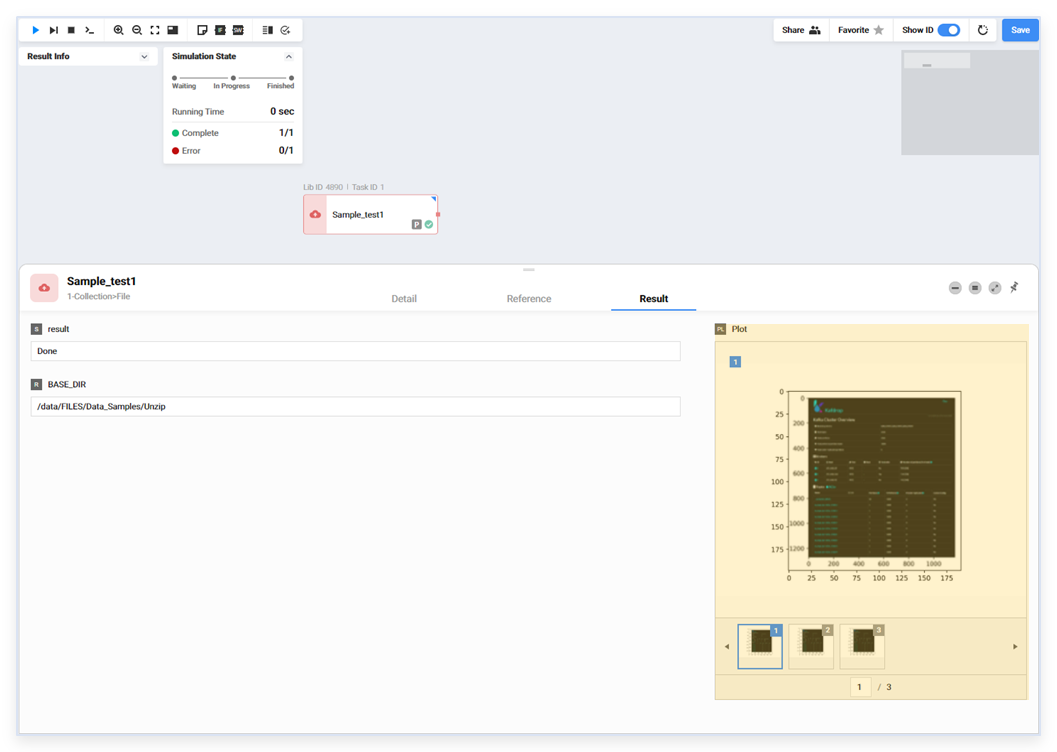 IF
SW
Share
Favorite
Show ID
Save
Result Info
Simulation State
Waiting
In Progress
Finished
Running Time
0 sec
Complete
1/1
Error
0/1
Lib ID 4890 | Task ID 1
Sample_test1
P
Sample_test1
1-Collection>File
Detail
Reference
Result
S result
Done
R BASE_DIR
/data/FILES/Data_Samples/Unzip
PL Plot
1
0
25
50
75
100
125
150
175
0
200
400
600
800
1000
1200
0 200 400 600 800 1000
0 25 50 75 100 125 150 175
1
2
3
1 / 3